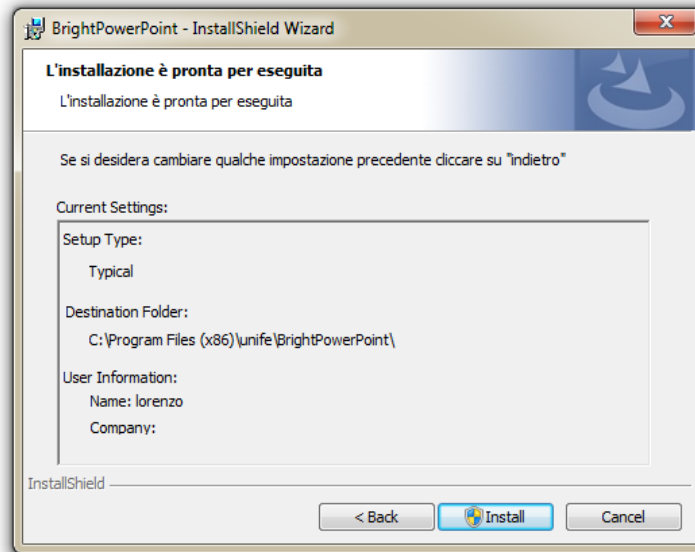 BrightPowerPoint - InstallShield Wizard
L'installazione è pronta per eseguita
L'installazione è pronta per eseguita
Se si desidera cambiare qualche impostazione precedente cliccare su "indietro"
Current Settings:
Setup Type:
Typical
Destination Folder:
C:\Program Files (x86)\unife\BrightPowerPoint\
User Information:
Name: lorenzo
Company:
InstallShield
< Back Install Cancel